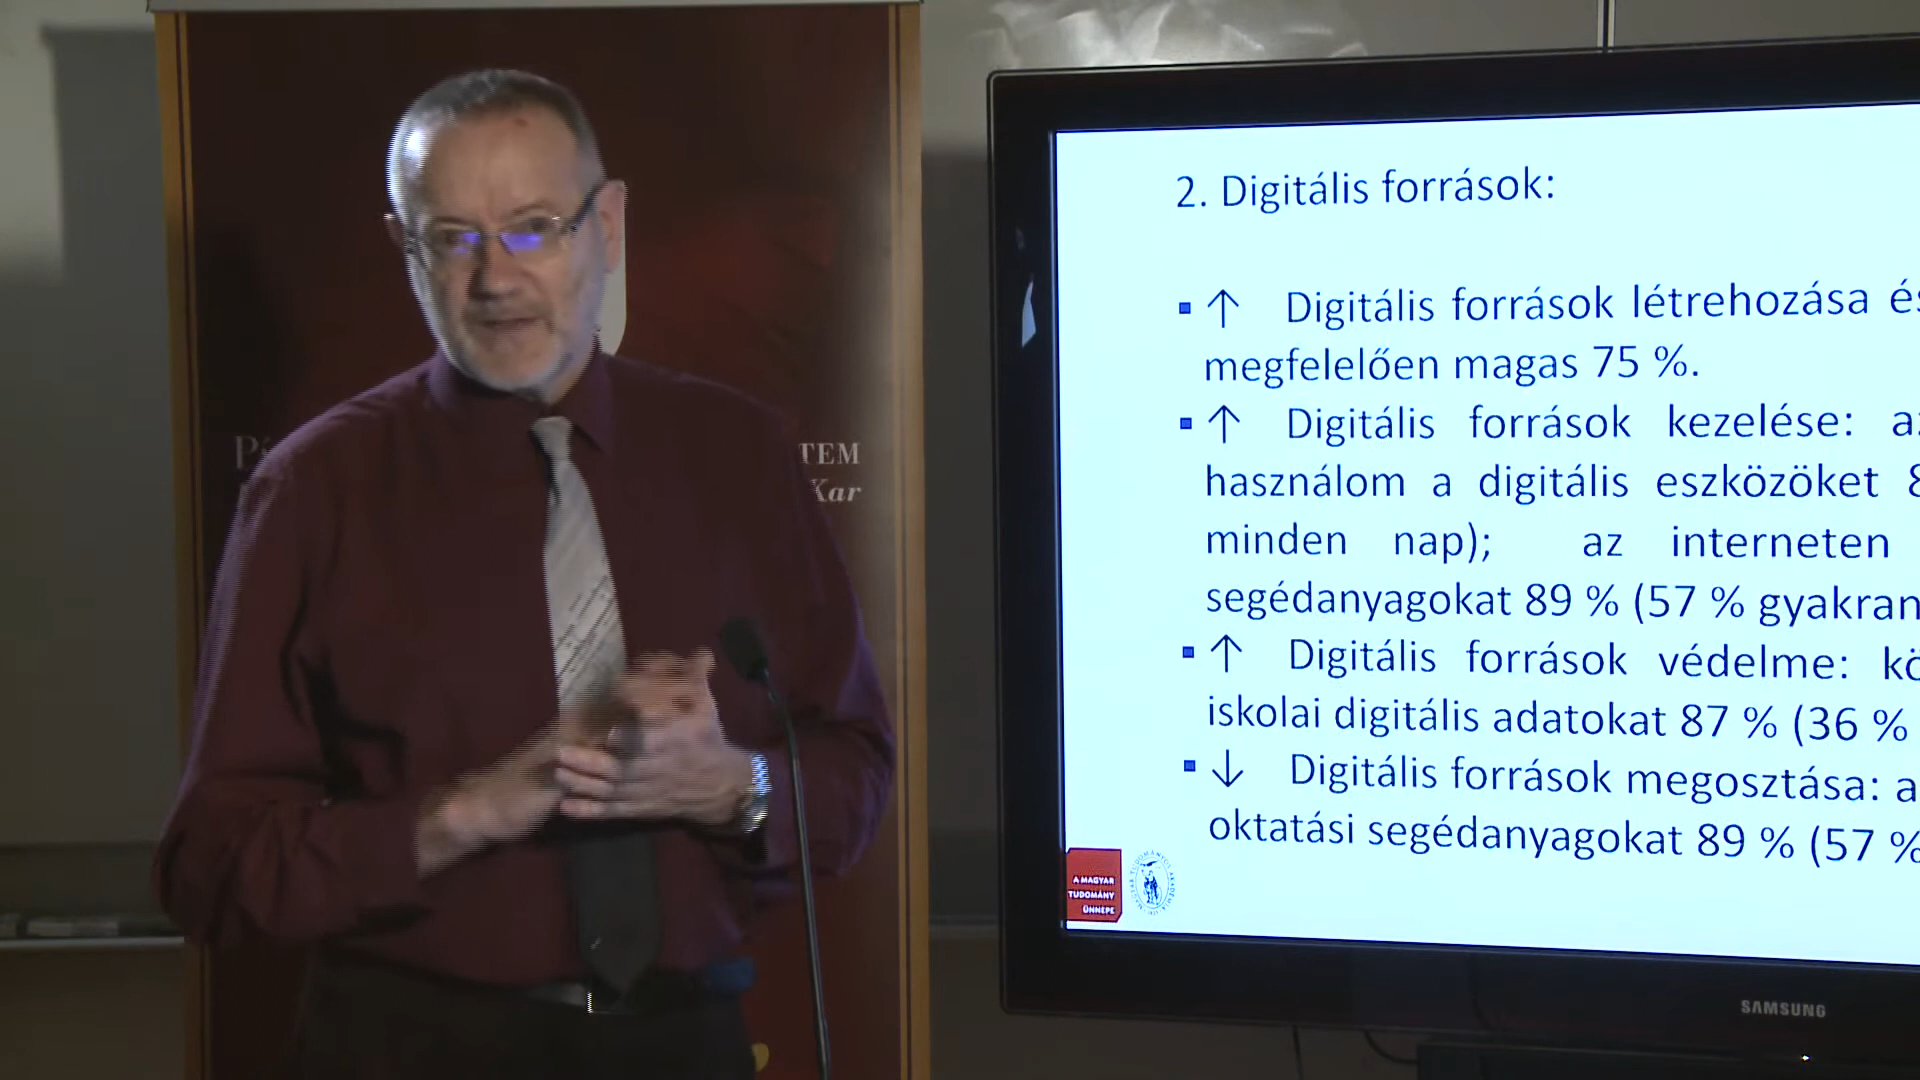 TEM
Kar
2. Digitális források:
▪ ↑ Digitális források létrehozása és
megfelelően magas 75 %.
▪ ↑ Digitális források kezelése: az
használom a digitális eszközöket
minden nap); az interneten
segédanyagokat 89 % (57 % gyakran
▪ ↑ Digitális források védelme:
iskolai digitális adatokat 87 % (36 %
▪ ↓ Digitális források megosztása: a
oktatási segédanyagokat 89 % (57 %
A MAGYAR
TUDOMÁNY
ÜNNEPE
SAMSUNG